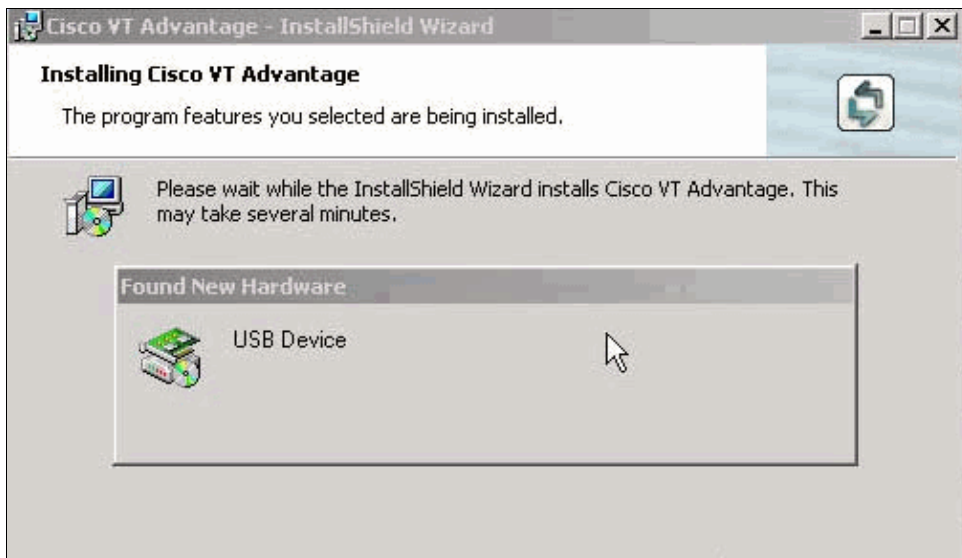 Cisco VT Advantage - InstallShield Wizard
Installing Cisco VT Advantage
The program features you selected are being installed.
Please wait while the InstallShield Wizard installs Cisco VT Advantage. This
may take several minutes.
Found New Hardware
USB Device